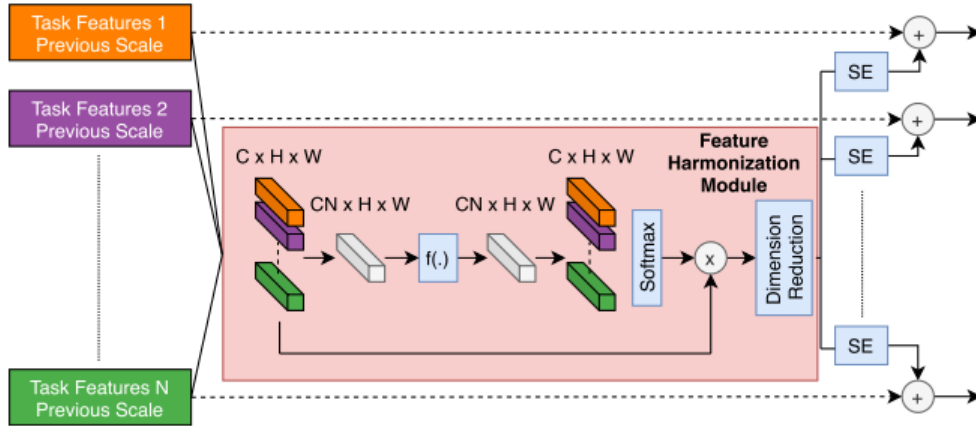 Task Features 1
Previous Scale
Task Features 2
Previous Scale
Task Features N
Previous Scale
Feature
Harmonization
Module
C x H x W
CN x H x W
f(.)
CN x H x W
C x H x W
Softmax
x
Dimension
Reduction
SE
+
SE
+
SE
+